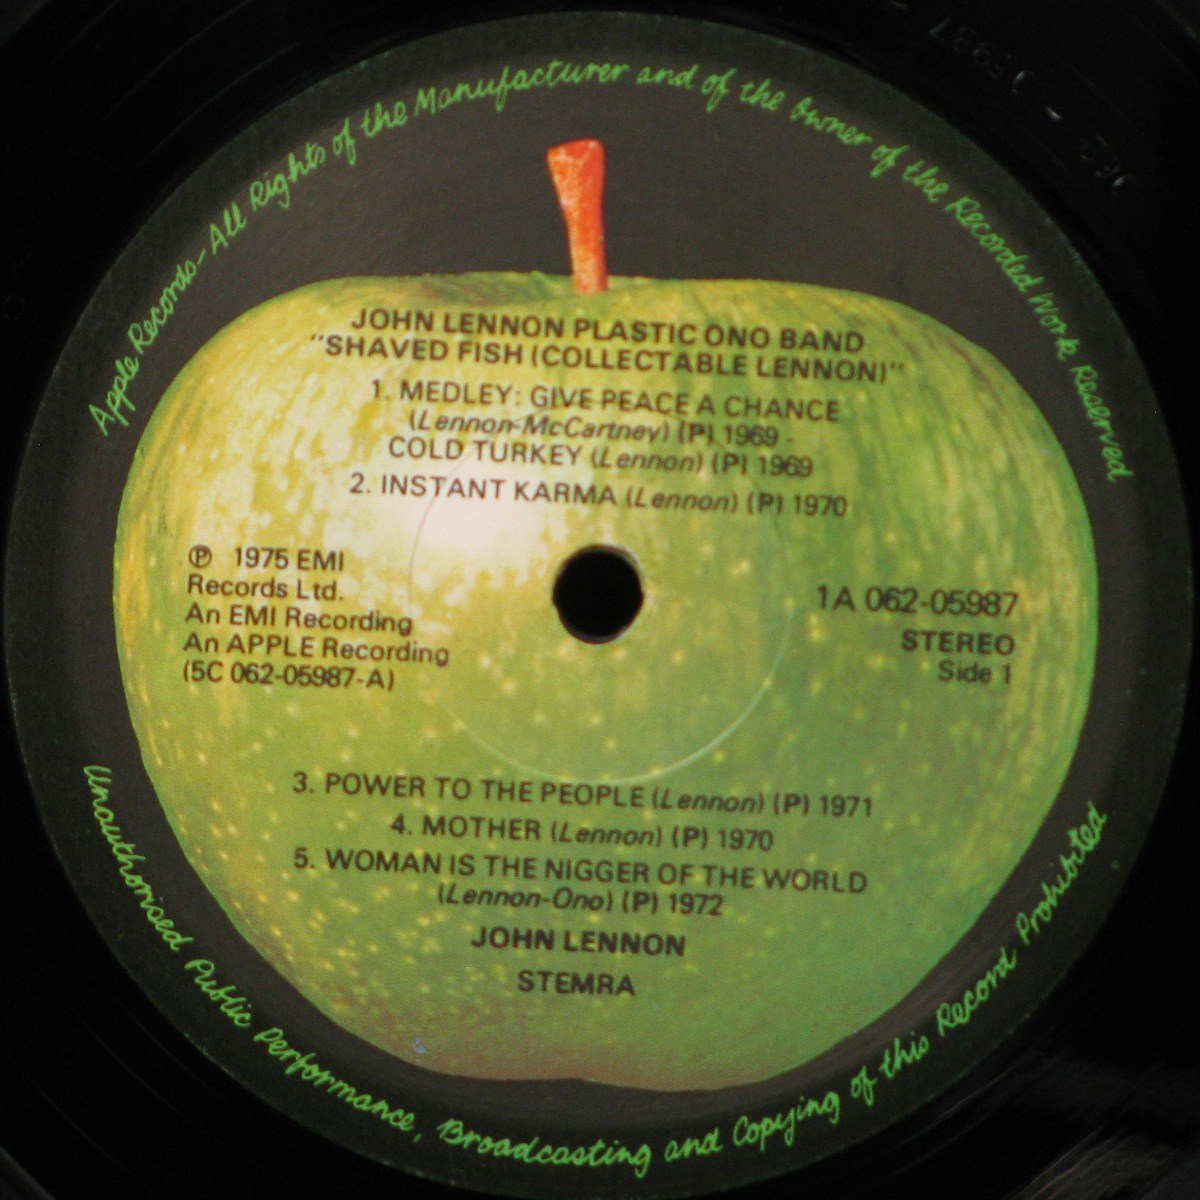 Apple Records - All Rights of the Manufacturer and of the Owner of the Recorded Work Reserved
JOHN LENNON PLASTIC ONO BAND
"SHAVED FISH (COLLECTABLE LENNON)"
1. MEDLEY: GIVE PEACE A CHANCE
(Lennon-McCartney) (P) 1969 -
COLD TURKEY (Lennon) (P) 1969
2. INSTANT KARMA (Lennon) (P) 1970
℗ 1975 EMI
Records Ltd.
An EMI Recording
An APPLE Recording
(5C 062-05987-A)
1A 062-05987
STEREO
Side 1
3. POWER TO THE PEOPLE (Lennon) (P) 1971
4. MOTHER (Lennon) (P) 1970
5. WOMAN IS THE NIGGER OF THE WORLD
(Lennon-Ono) (P) 1972
JOHN LENNON
STEMRA
Unauthorised Public Performance, Broadcasting and Copying of this Record Prohibited